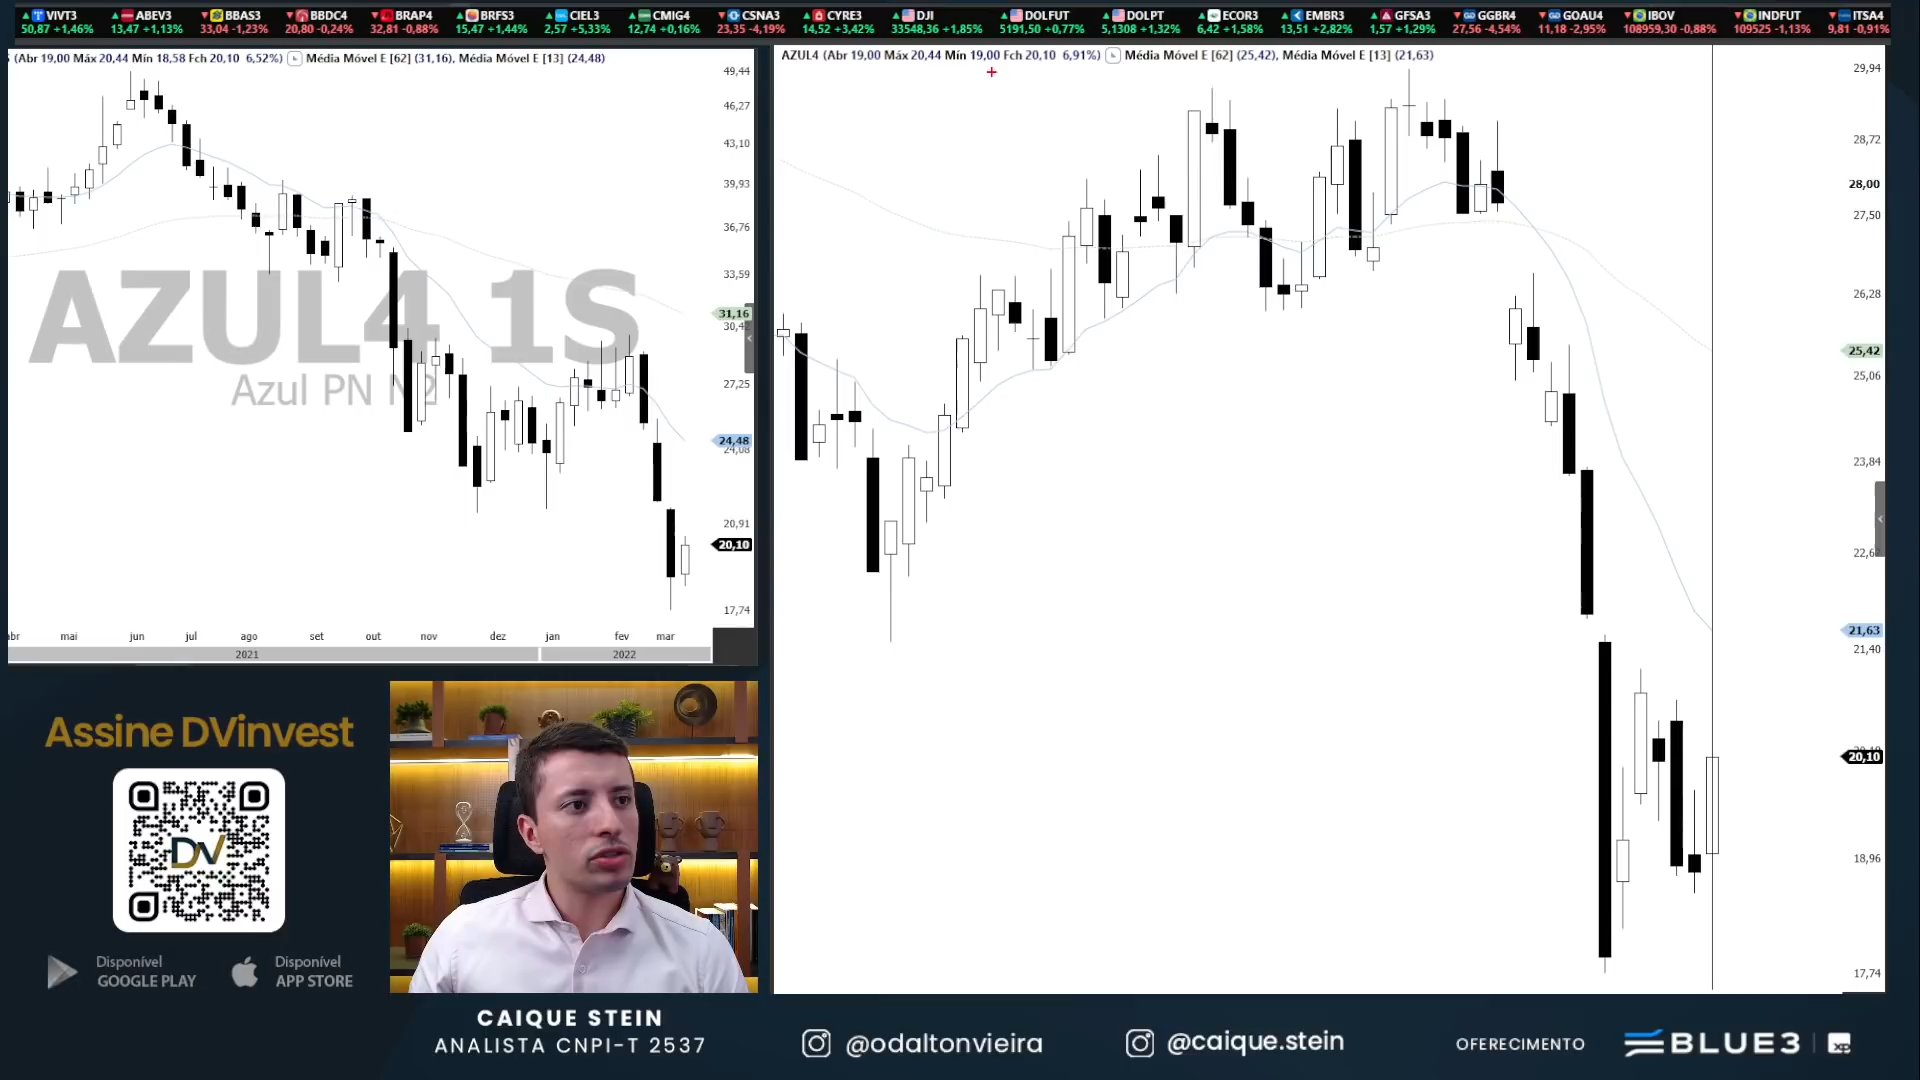 VIVT3 50,87 +1,46%
ABEV3 13,47 +1,13%
BBAS3 33,04 -1,23%
BBDC4 20,80 -0,24%
BRAP4 32,81 -0,88%
BRFS3 15,47 +1,44%
CIEL3 2,57 +5,33%
CMIG4 12,74 +0,16%
CSNA3 23,35 -4,19%
CYRE3 14,52 +3,42%
DJI 33548,36 +1,85%
DOLFUT 5191,50 +0,77%
DOLPT 5,1308 +1,32%
ECOR3 6,42 +1,58%
EMBR3 13,51 +2,82%
GFSA3 1,57 +1,29%
GGBR4 27,56 -4,54%
GOAU4 11,18 -2,95%
IBOV 108959,30 -0,88%
INDFUT 109525 -1,13%
ITSA4 9,81 -0,91%
(Abr 19,00 Máx 20,44 Mín 18,58 Fch 20,10 6,52%) Média Móvel E [62] (31,16), Média Móvel E [13] (24,48)
49,44
46,27
43,10
39,93
36,76
33,59
31,16
30,42
27,25
24,48
24,08
20,91
20,10
17,74
AZUL4 1S
Azul PN N2
mai jun jul ago set out nov dez jan fev mar
2021 2022
AZUL4 (Abr 19,00 Máx 20,44 Mín 19,00 Fch 20,10 6,91%) Média Móvel E [62] (25,42), Média Móvel E [13] (21,63)
29,94
28,72
28,00
27,50
26,28
25,42
25,06
23,84
21,63
21,40
20,10
18,96
17,74
Assine DVinvest
DV
Disponível
GOOGLE PLAY
Disponível
APP STORE
CAIQUE STEIN
ANALISTA CNPI-T 2537
@odaltonvieira
@caique.stein
OFERECIMENTO
BLUE3
xp